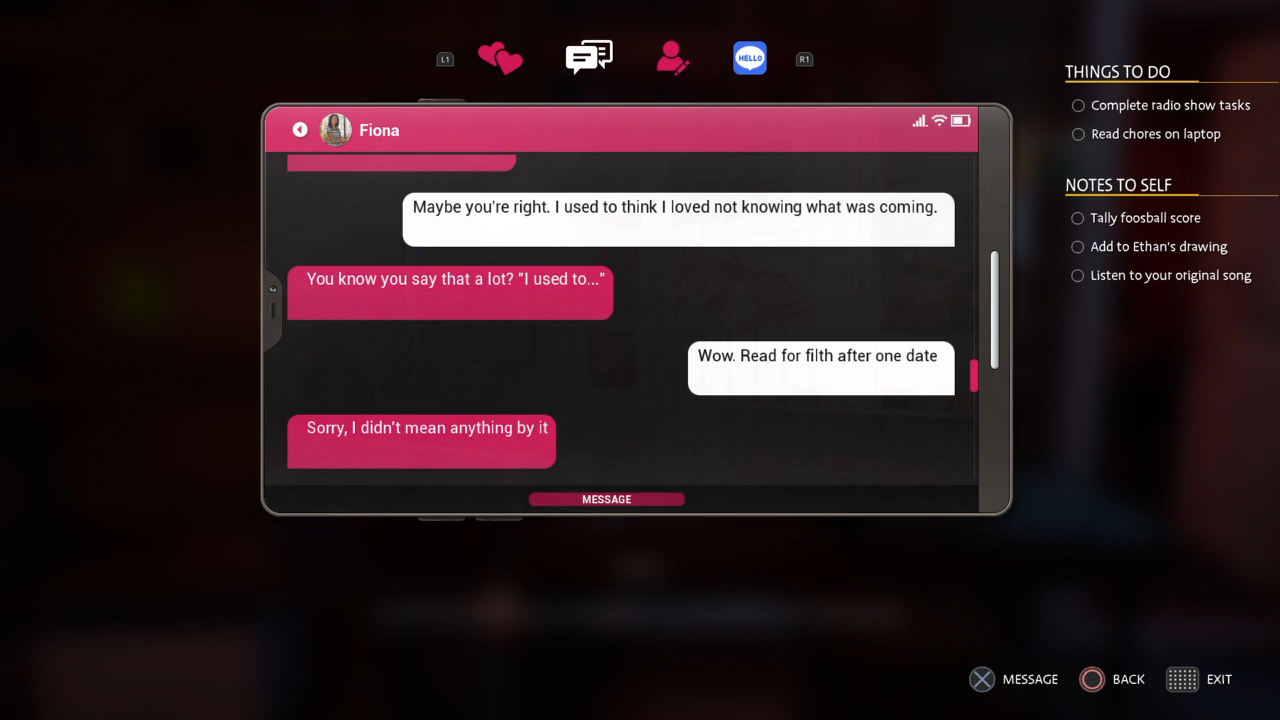 L1
HELLO
R1
Fiona
Maybe you're right. I used to think I loved not knowing what was coming.
You know you say that a lot? "I used to..."
Wow. Read for filth after one date
Sorry, I didn't mean anything by it
MESSAGE
THINGS TO DO
Complete radio show tasks
Read chores on laptop
NOTES TO SELF
Tally foosball score
Add to Ethan's drawing
Listen to your original song
MESSAGE
BACK
EXIT